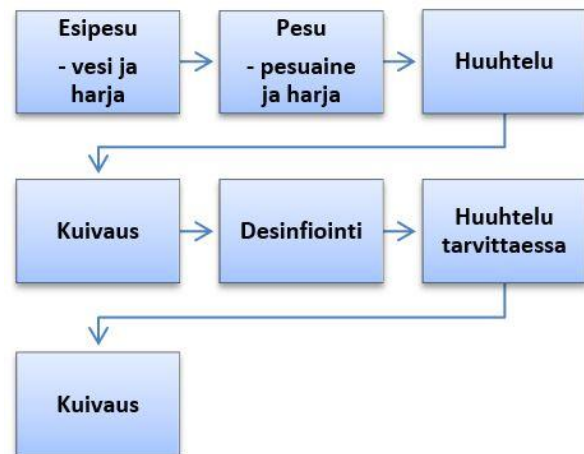 Esipesu
- vesi ja
harja
Pesu
- pesuaine
ja harja
Huuhtelu
Kuivaus
Desinfiointi
Huuhtelu
tarvittaessa
Kuivaus